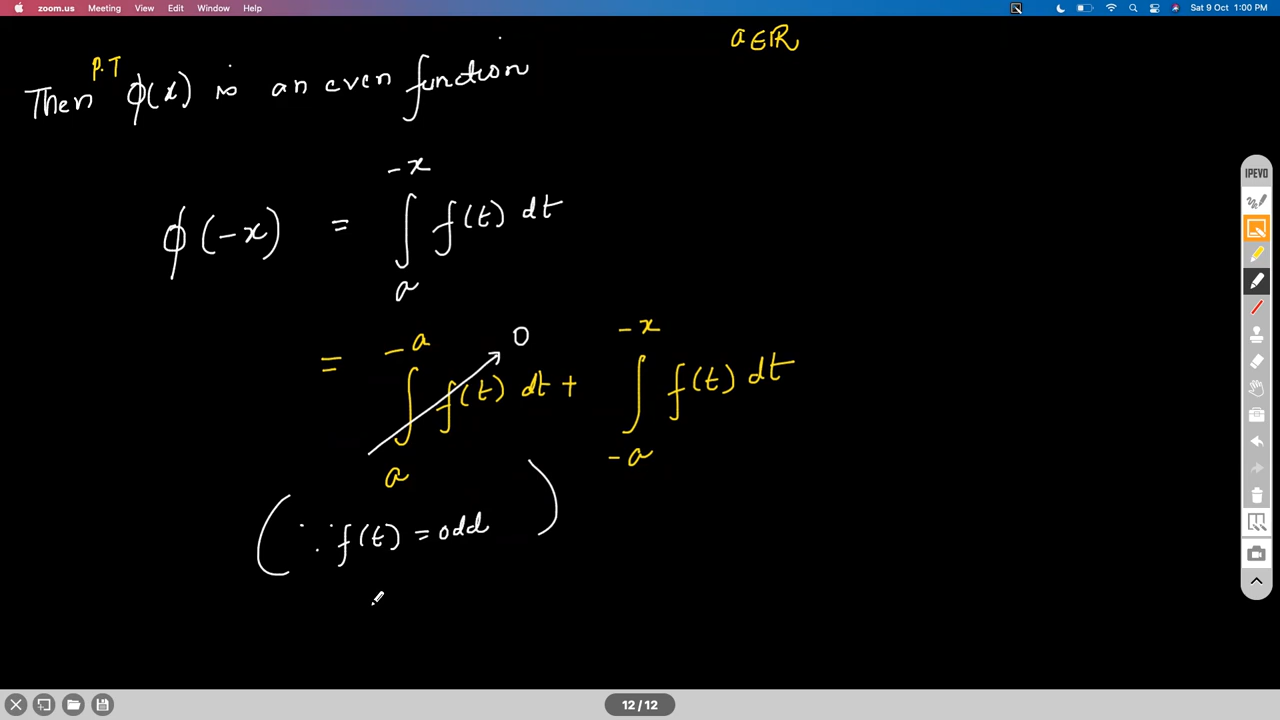 zoom.us Meeting View Edit Window Help Sat 9 Oct 1:00 PM
a∈ℝ
P.T
Then ϕ(x) is an even function
ϕ(-x) = ∫_a^{-x} f(t) dt
= ∫_a^{-a} f(t) dt + ∫_{-a}^{-x} f(t) dt
0
(∵ f(t) = odd)
IPEVO
12/12